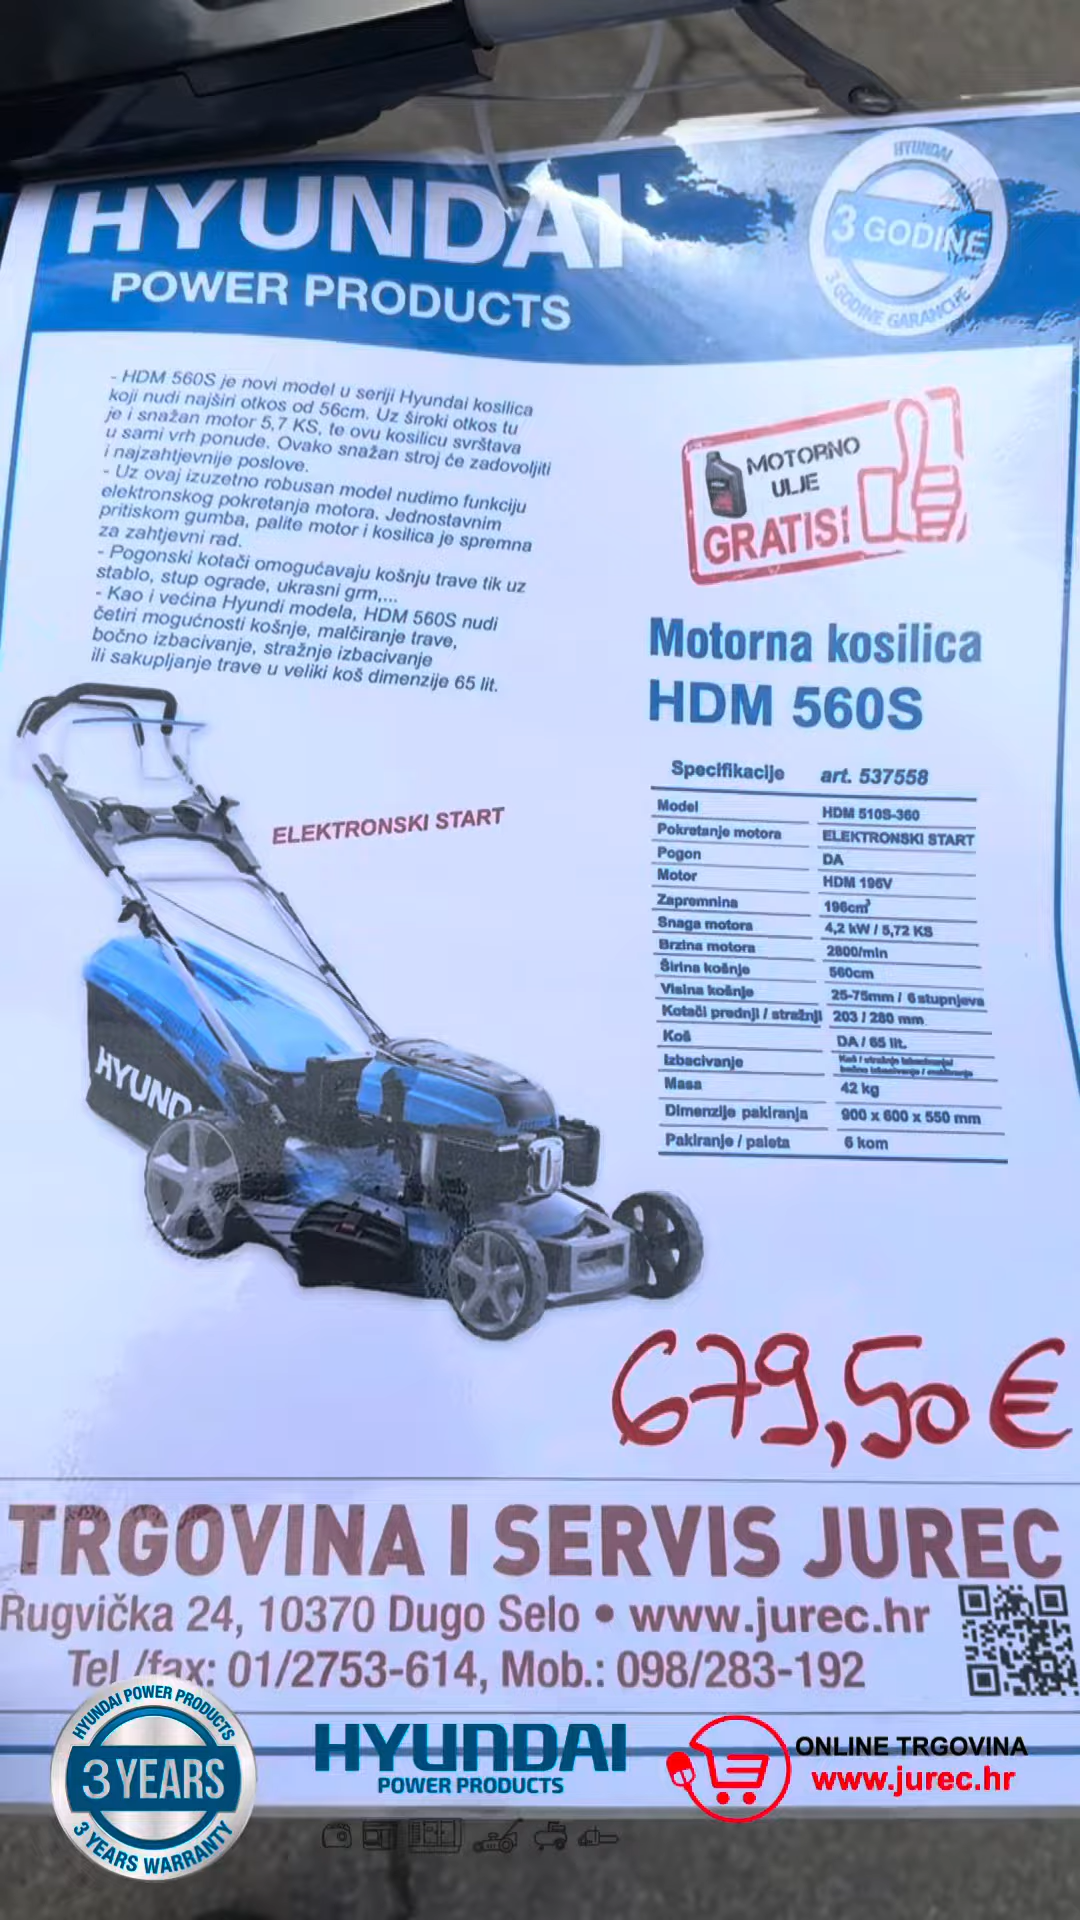 HYUNDAI
POWER PRODUCTS
HYUNDAI
3 GODINE
3 GODINE GARANCIJE
- HDM 560S je novi model u seriji Hyundai kosilica
koji nudi najširi otkos od 56cm. Uz široki otkos tu
je i snažan motor 5,7 KS, te ovu kosilicu svrštava
u sami vrh ponude. Ovako snažan stroj će zadovoljiti
i najzahtjevnije poslove.
- Uz ovaj izuzetno robusan model nudimo funkciju
elektronskog pokretanja motora. Jednostavnim
pritiskom gumba, palite motor i kosilica je spremna
za zahtjevni rad.
- Pogonski kotači omogućavaju košnju trave tik uz
stablo, stup ograde, ukrasni grm,...
- Kao i većina Hyundi modela, HDM 560S nudi
četiri mogućnosti košnje, malčiranje trave,
bočno izbacivanje, stražnje izbacivanje
ili sakupljanje trave u veliki koš dimenzije 65 lit.
MOTORNO
ULJE
GRATIS!
Motorna kosilica
HDM 560S
ELEKTRONSKI START
Specifikacije art. 537558
Model HDM 510S-360
Pokretanje motora ELEKTRONSKI START
Pogon DA
Motor HDM 196V
Zapremnina 196cm³
Snaga motora 4,2 kW / 5,72 KS
Brzina motora 2800/min
Širina košnje 560cm
Visina košnje 25-75mm / 6 stupnjeva
Kotači prednji / stražnji 203 / 280 mm
Koš DA / 65 lit.
Izbacivanje Koš / stražnje izbacivanje/
bočno izbacivanje / malčiranje
Masa 42 kg
Dimenzije pakiranja 900 x 600 x 550 mm
Pakiranje / paleta 6 kom
HYUND
679,50 €
TRGOVINA I SERVIS JUREC
Rugvička 24, 10370 Dugo Selo • www.jurec.hr
Tel./fax: 01/2753-614, Mob.: 098/283-192
HYUNDAI POWER PRODUCTS
3 YEARS
3 YEARS WARRANTY
HYUNDAI
POWER PRODUCTS
ONLINE TRGOVINA
www.jurec.hr